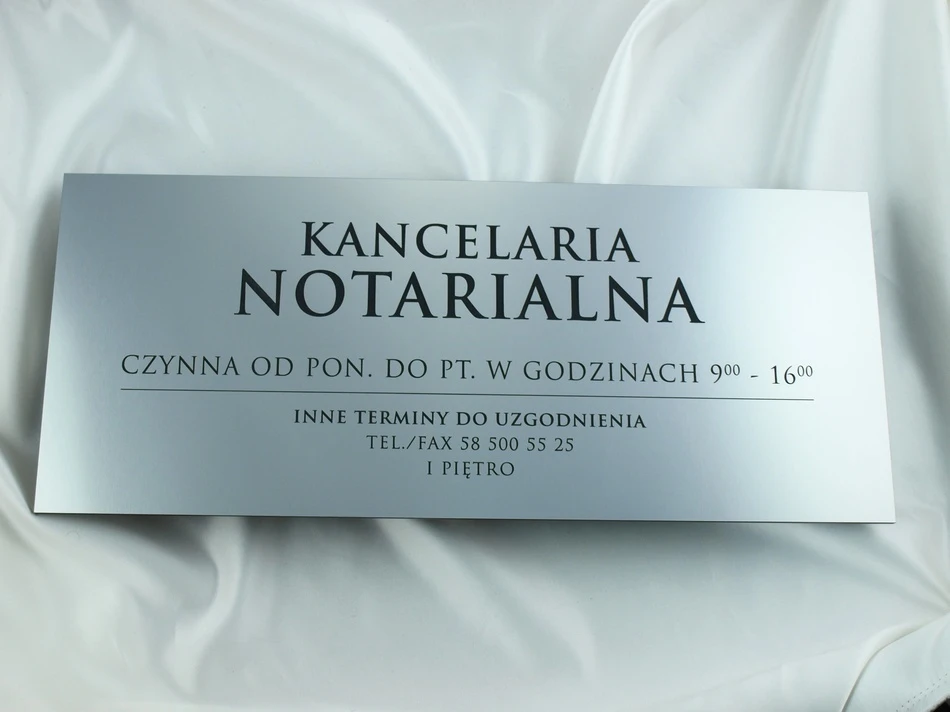 KANCELARIA
NOTARIALNA
CZYNNA OD PON. DO PT. W GODZINACH 9⁰⁰ - 16⁰⁰
INNE TERMINY DO UZGODNIENIA
TEL./FAX 58 500 55 25
I PIĘTRO